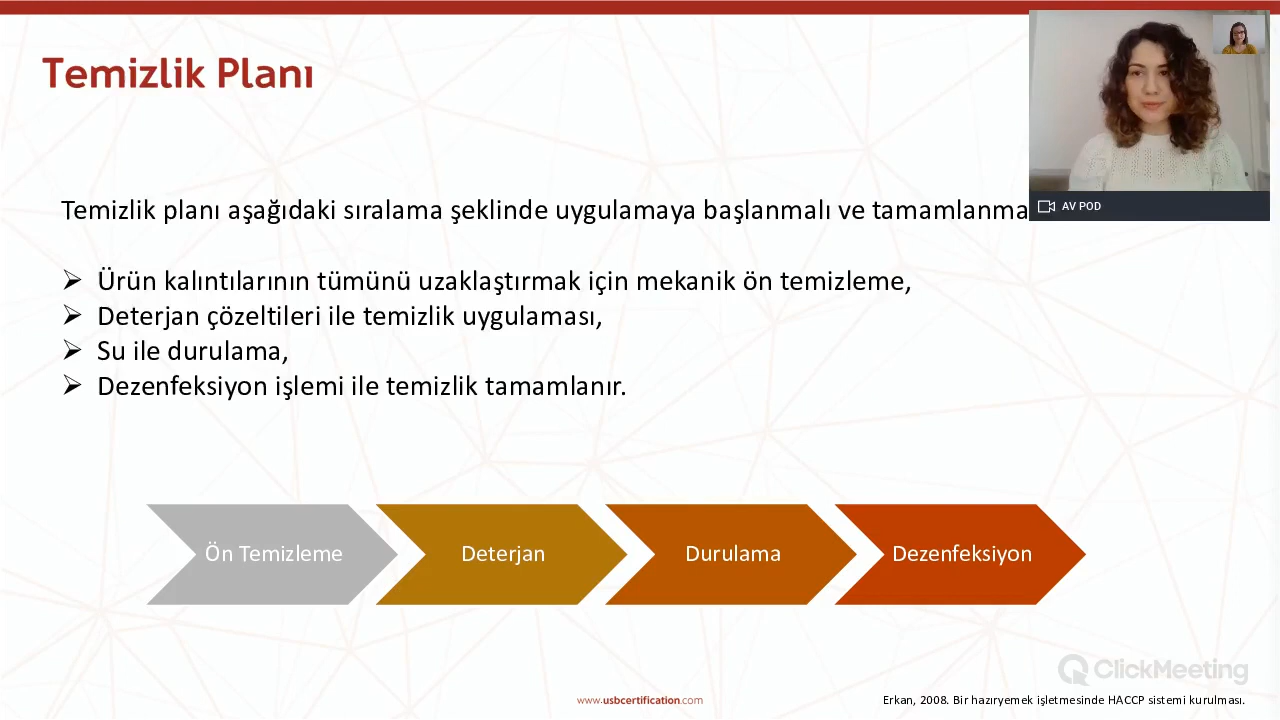 Temizlik Planı
AV POD
Temizlik planı aşağıdaki sıralama şeklinde uygulamaya başlanmalı ve tamamlanma
➢ Ürün kalıntılarının tümünü uzaklaştırmak için mekanik ön temizleme,
➢ Deterjan çözeltileri ile temizlik uygulaması,
➢ Su ile durulama,
➢ Dezenfeksiyon işlemi ile temizlik tamamlanır.
Ön Temizleme
Deterjan
Durulama
Dezenfeksiyon
ClickMeeting
www.usbcertification.com
Erkan, 2008. Bir hazıryemek işletmesinde HACCP sistemi kurulması.